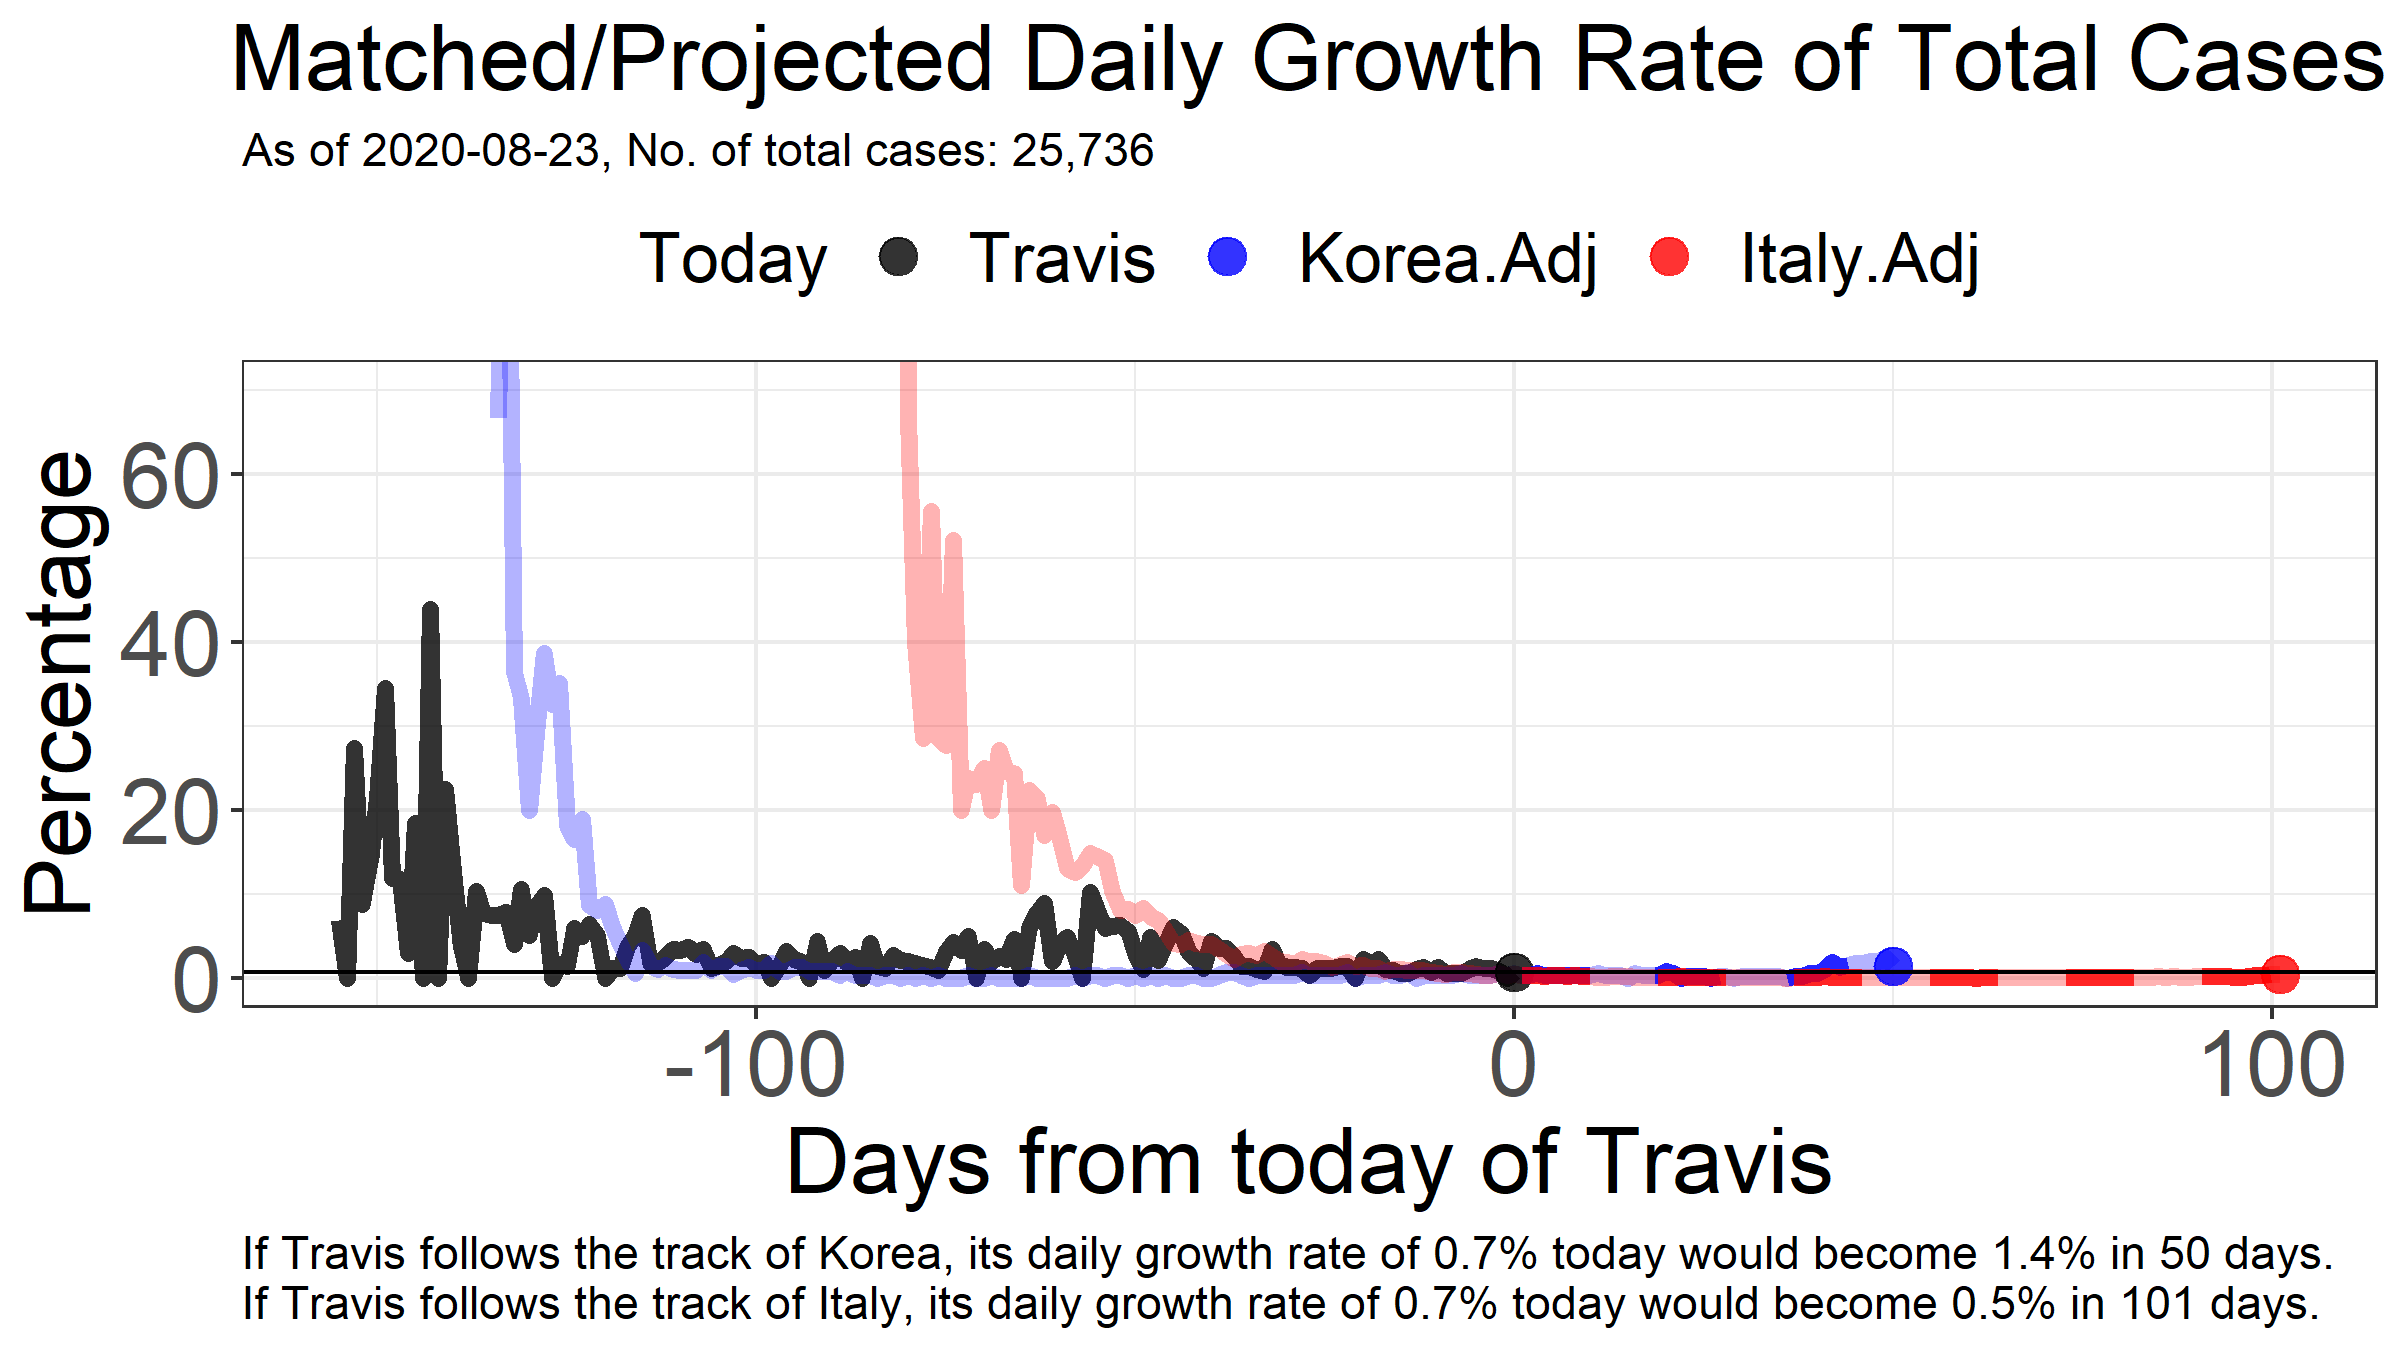 Matched/Projected Daily Growth Rate of Total Cases
As of 2020-08-23, No. of total cases: 25,736
Today Travis Korea.Adj Italy.Adj
Percentage
60
40
20
0
-100 0 100
Days from today of Travis
If Travis follows the track of Korea, its daily growth rate of 0.7% today would become 1.4% in 50 days.
If Travis follows the track of Italy, its daily growth rate of 0.7% today would become 0.5% in 101 days.